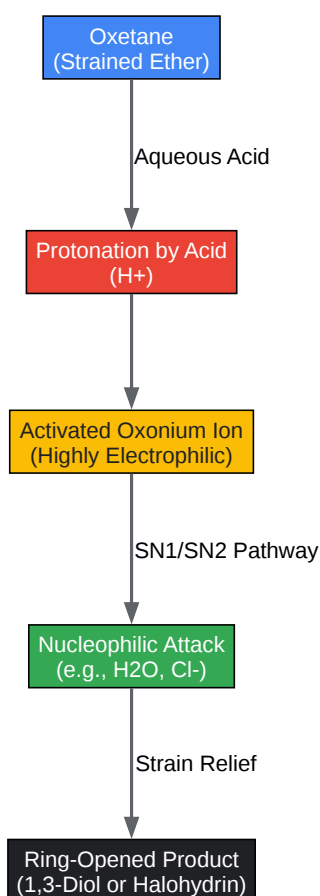 Oxetane
(Strained Ether)
Aqueous Acid
Protonation by Acid
(H+)
Activated Oxonium Ion
(Highly Electrophilic)
SN1/SN2 Pathway
Nucleophilic Attack
(e.g., H2O, Cl-)
Strain Relief
Ring-Opened Product
(1,3-Diol or Halohydrin)